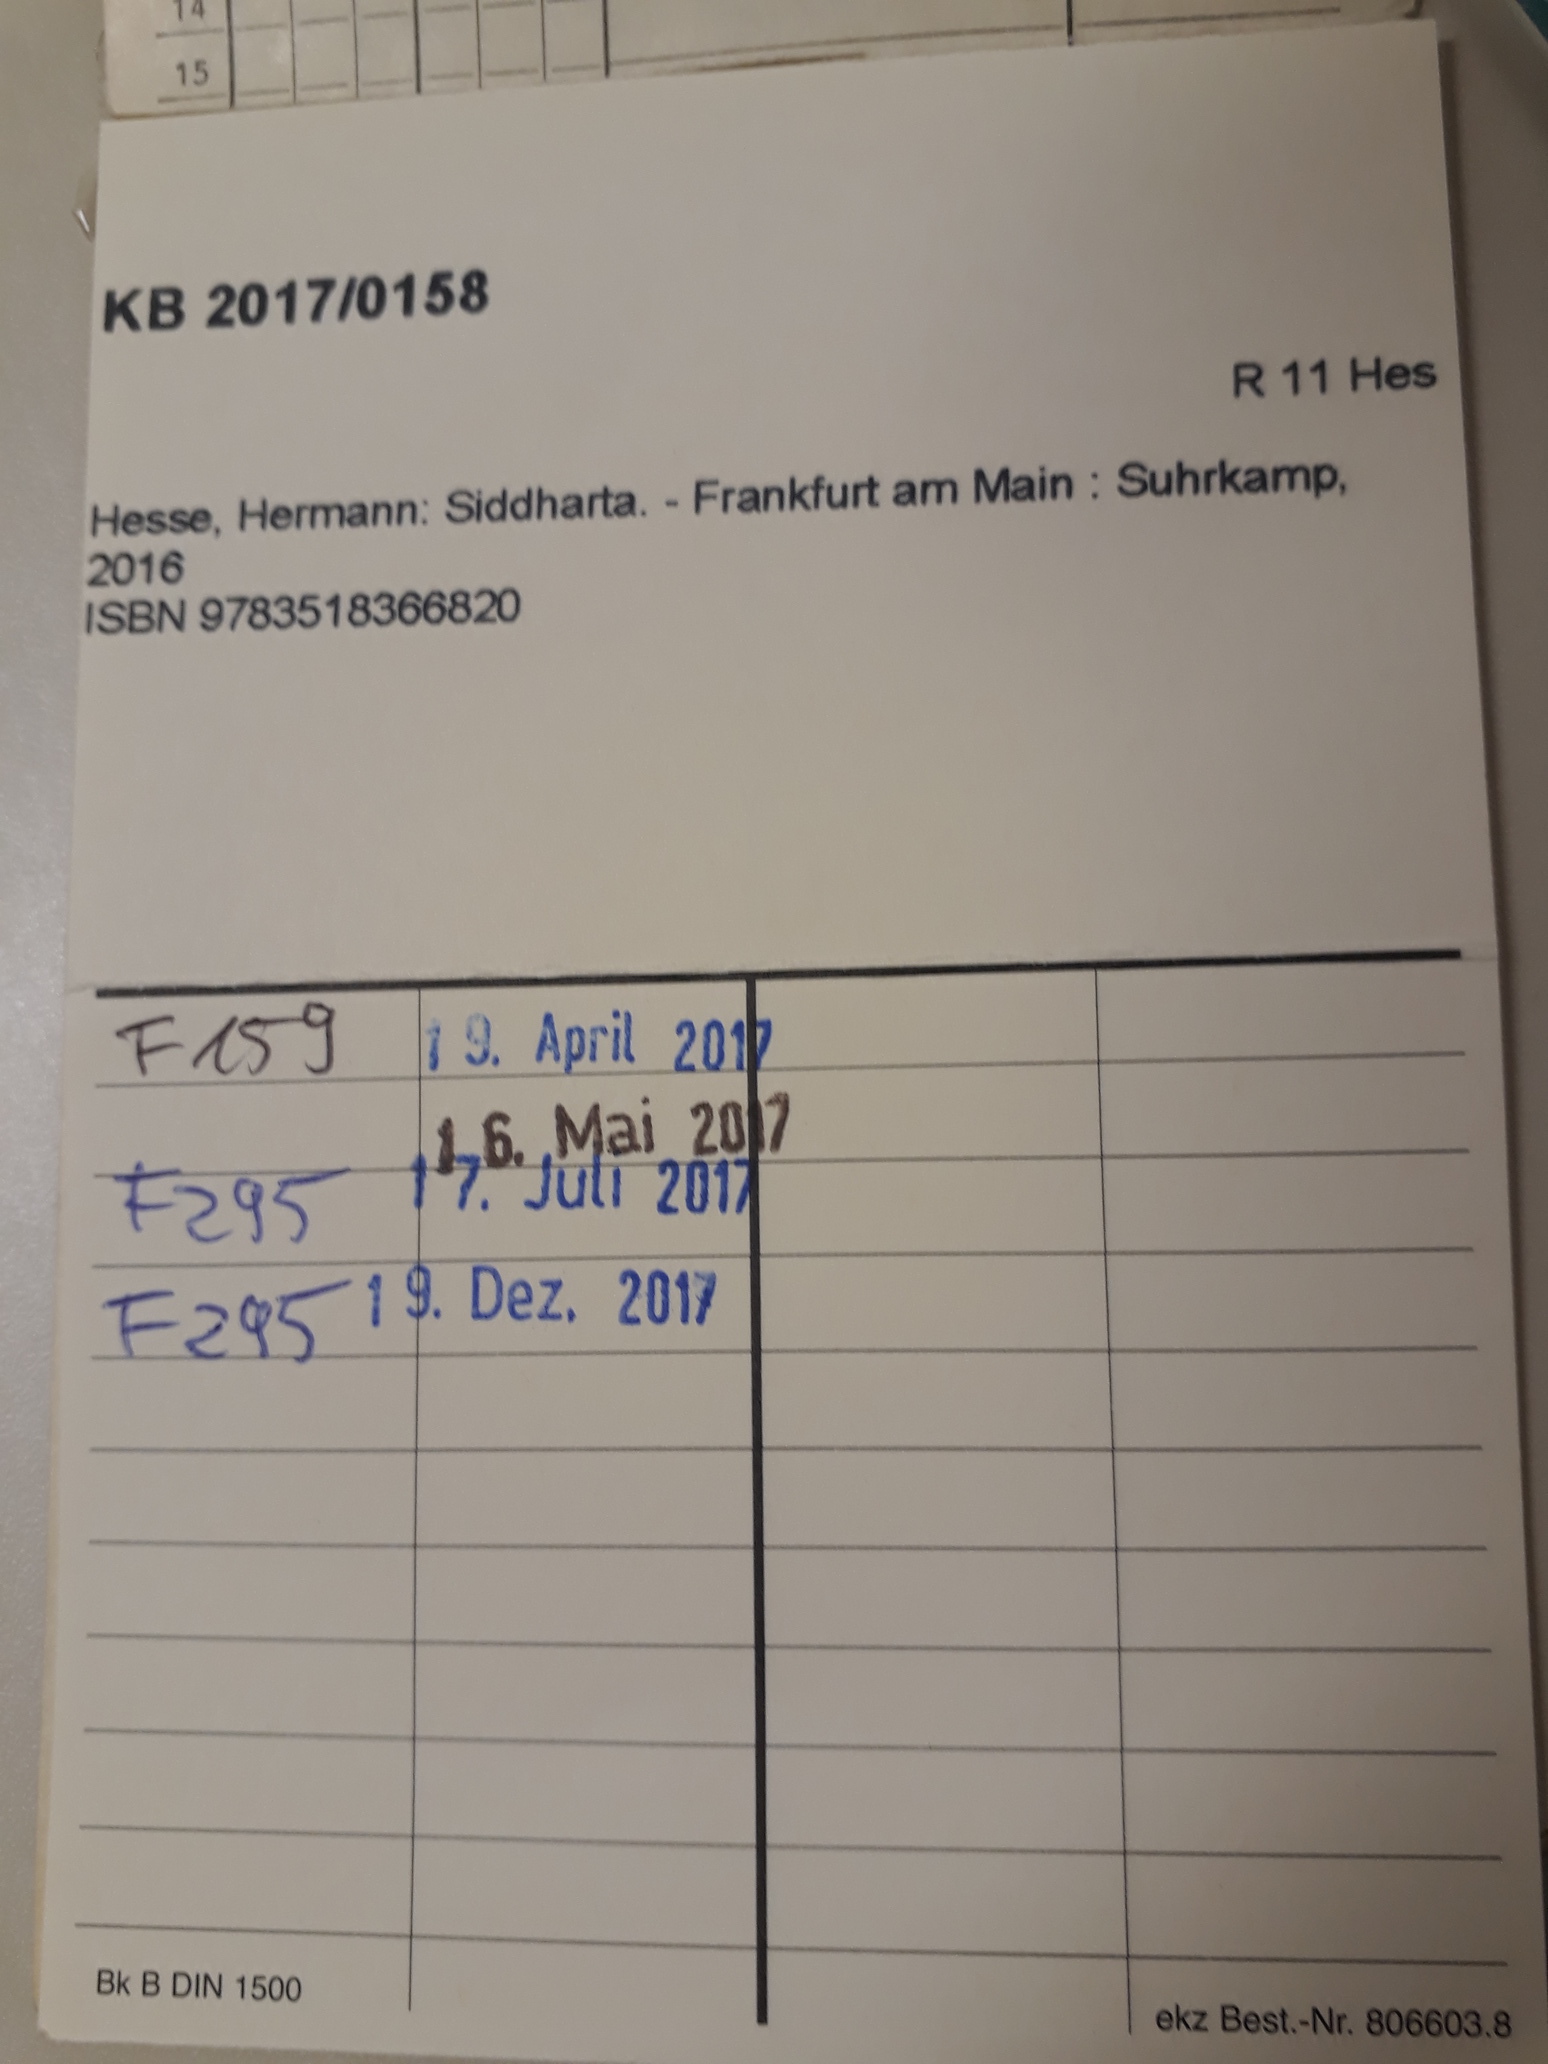 14
15
KB 2017/0158
R 11 Hes
Hesse, Hermann: Siddharta. - Frankfurt am Main : Suhrkamp,
2016
ISBN 9783518366820
F159 19. April 2017
16. Mai 2017
F295 17. Juli 2017
F295 19. Dez. 2017
Bk B DIN 1500
ekz Best.-Nr. 806603.8